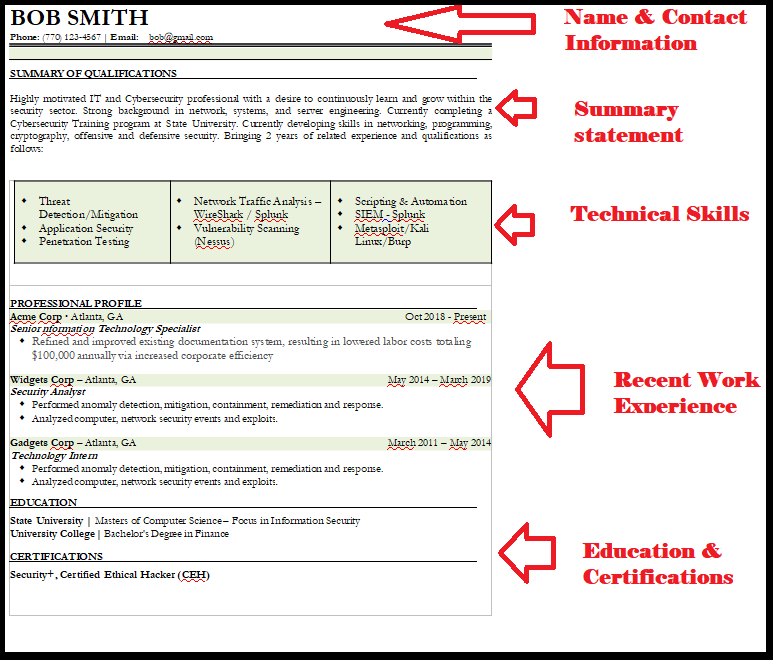 BOB SMITH
Phone: (770) 123-4567 | Email: bob@gmail.com
SUMMARY OF QUALIFICATIONS
Highly motivated IT and Cybersecurity professional with a desire to continuously learn and grow within the
security sector. Strong background in network, systems, and server engineering. Currently completing a
Cybersecurity Training program at State University. Currently developing skills in networking, programming,
cryptography, offensive and defensive security. Bringing 2 years of related experience and qualifications as
follows:
♦ Threat
Detection/Mitigation
♦ Application Security
♦ Penetration Testing
♦ Network Traffic Analysis –
WireShark / Splunk
♦ Vulnerability Scanning
(Nessus)
♦ Scripting & Automation
♦ SIEM - Splunk
♦ Metasploit/Kali
Linux/Burp
PROFESSIONAL PROFILE
Acme Corp • Atlanta, GA Oct 2018 - Present
Senior nformation Technology Specialist
♦ Refined and improved existing documentation system, resulting in lowered labor costs totaling
$100,000 annually via increased corporate efficiency
Widgets Corp – Atlanta, GA May 2014 – March 2019
Security Analyst
♦ Performed anomaly detection, mitigation, containment, remediation and response.
♦ Analyzed computer, network security events and exploits.
Gadgets Corp – Atlanta, GA March 2011 – May 2014
Technology Intern
♦ Performed anomaly detection, mitigation, containment, remediation and response.
♦ Analyzed computer, network security events and exploits.
EDUCATION
State University | Masters of Computer Science – Focus in Information Security
University College | Bachelor's Degree in Finance
CERTIFICATIONS
Security+, Certified Ethical Hacker (CEH)
Name & Contact
Information
Summary
statement
Technical Skills
Recent Work
Experience
Education &
Certifications